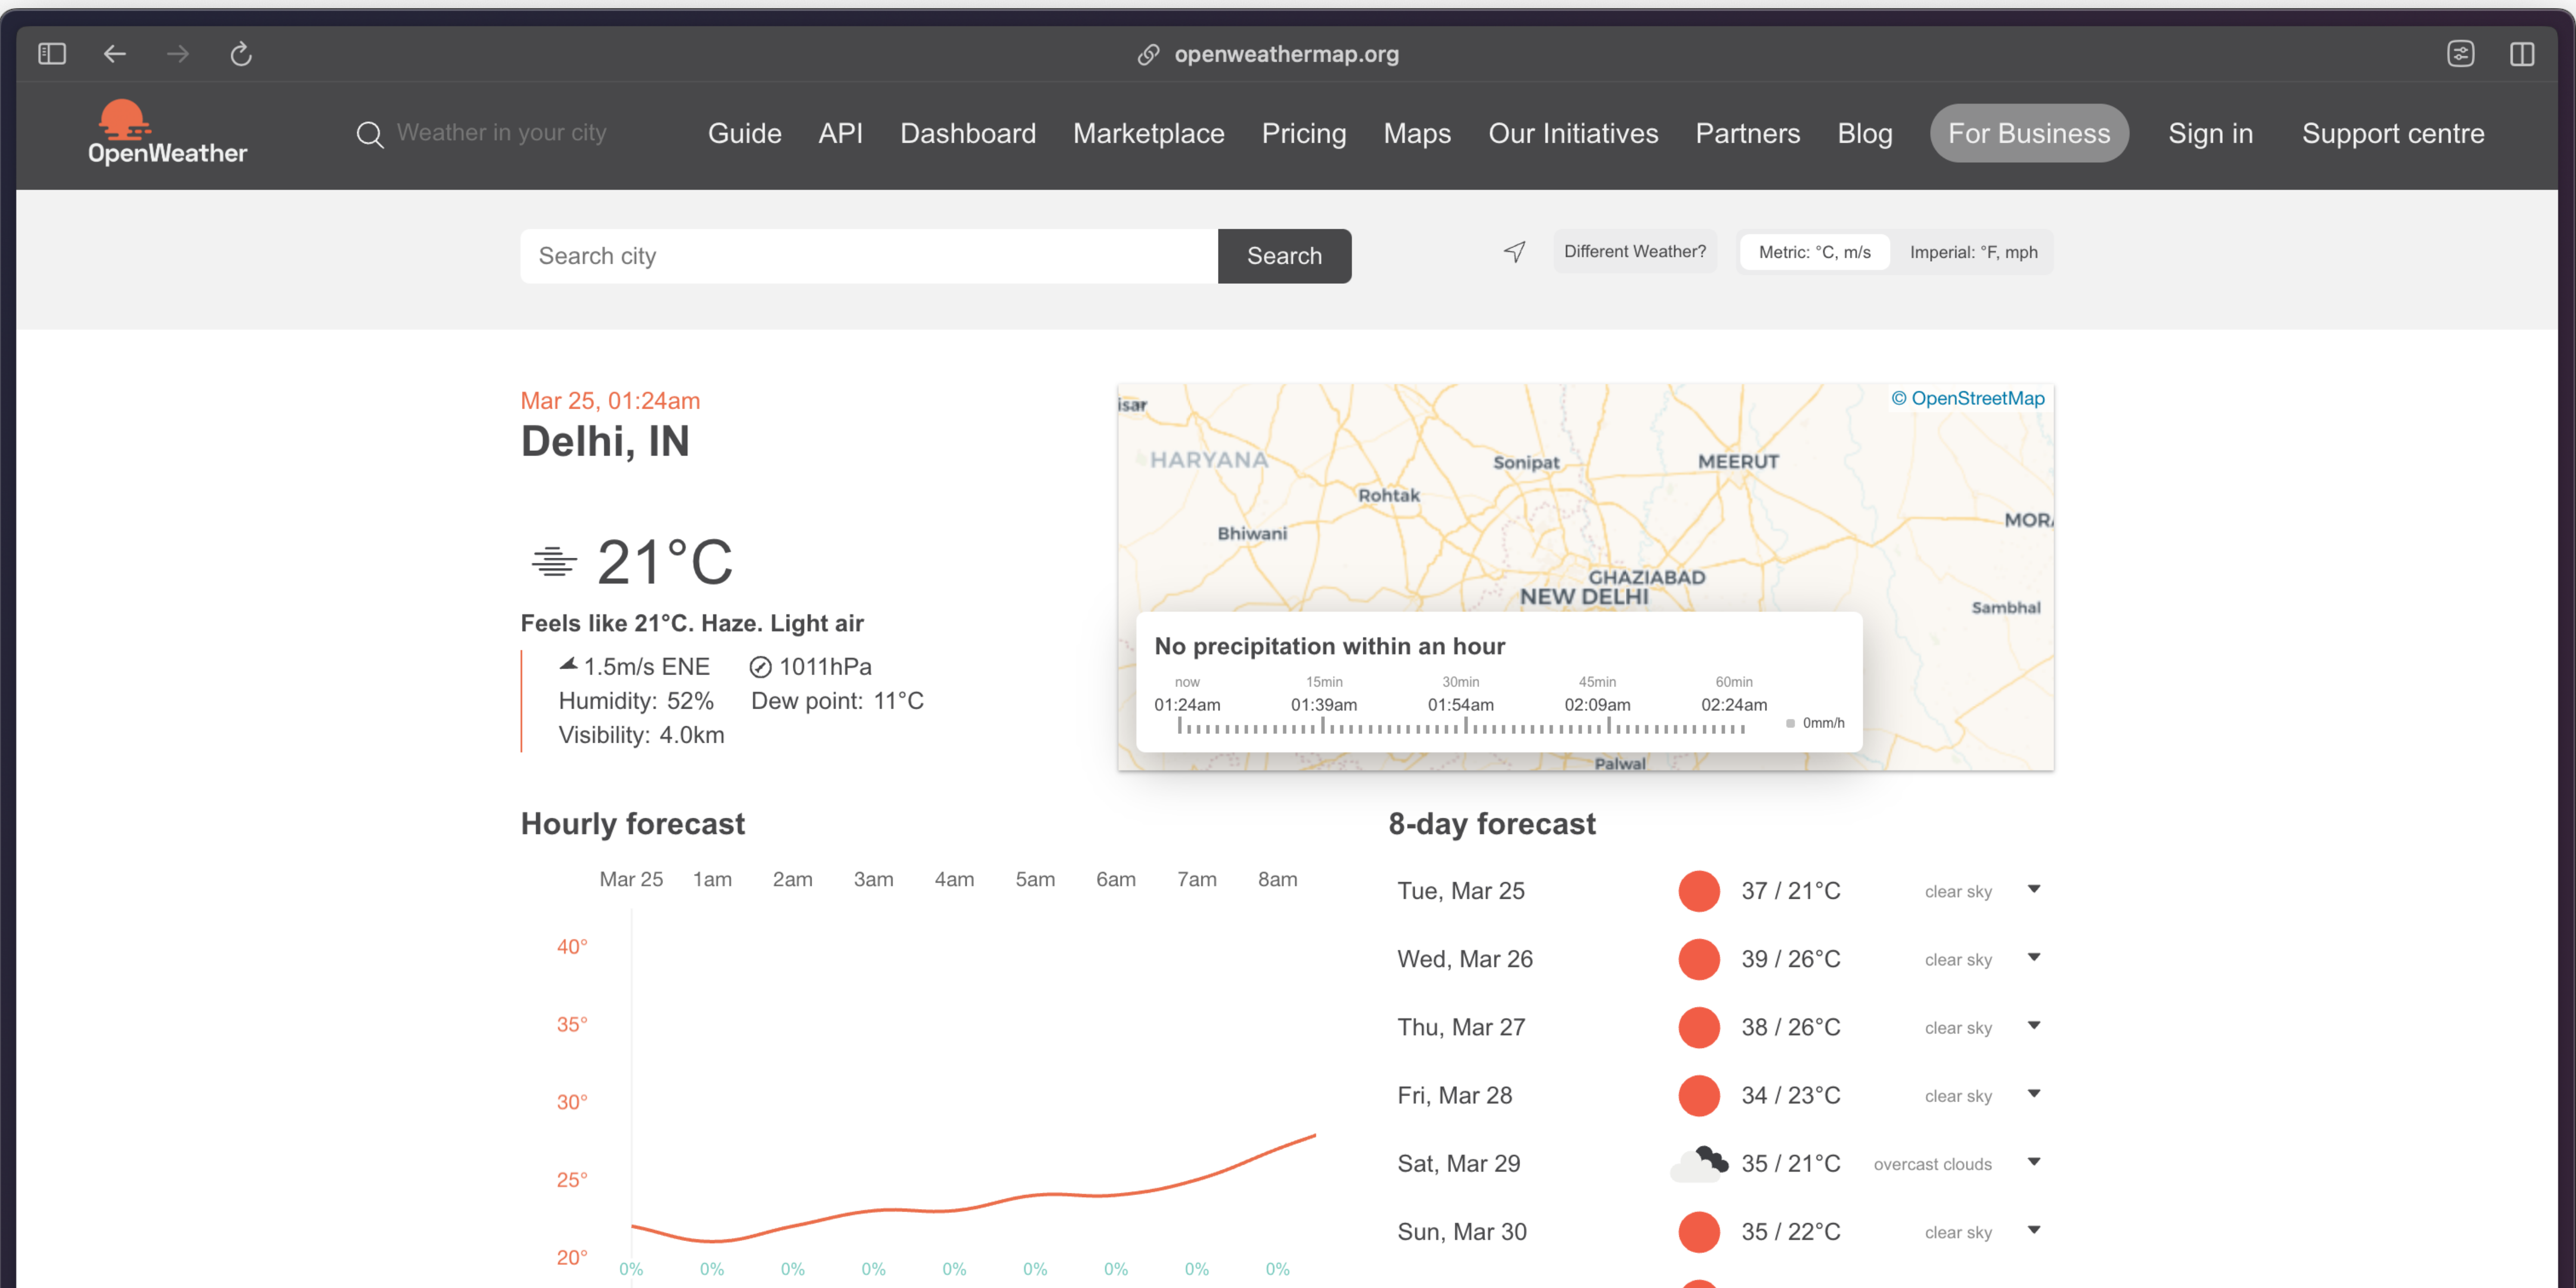 openweathermap.org
OpenWeather
Weather in your city
Guide API Dashboard Marketplace Pricing Maps Our Initiatives Partners Blog For Business Sign in Support centre
Search city
Search
Different Weather?
Metric: °C, m/s
Imperial: °F, mph
Mar 25, 01:24am
Delhi, IN
21°C
Feels like 21°C. Haze. Light air
1.5m/s ENE 1011hPa
Humidity: 52% Dew point: 11°C
Visibility: 4.0km
© OpenStreetMap
isar
HARYANA
Sonipat
MEERUT
Rohtak
MOR
Bhiwani
GHAZIABAD
NEW DELHI
Sambhal
No precipitation within an hour
now 15min 30min 45min 60min
01:24am 01:39am 01:54am 02:09am 02:24am
0mm/h
Palwal
Hourly forecast
Mar 25 1am 2am 3am 4am 5am 6am 7am 8am
40°
35°
30°
25°
20°
0% 0% 0% 0% 0% 0% 0% 0% 0%
8-day forecast
Tue, Mar 25 37 / 21°C clear sky
Wed, Mar 26 39 / 26°C clear sky
Thu, Mar 27 38 / 26°C clear sky
Fri, Mar 28 34 / 23°C clear sky
Sat, Mar 29 35 / 21°C overcast clouds
Sun, Mar 30 35 / 22°C clear sky